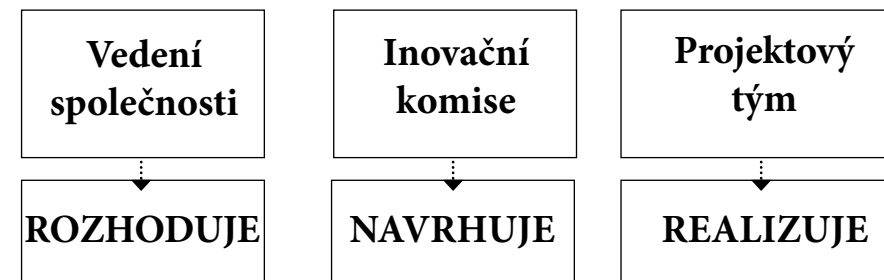 Vedení
společnosti
Inovační
komise
Projektový
tým
ROZHODUJE
NAVRHUJE
REALIZUJE